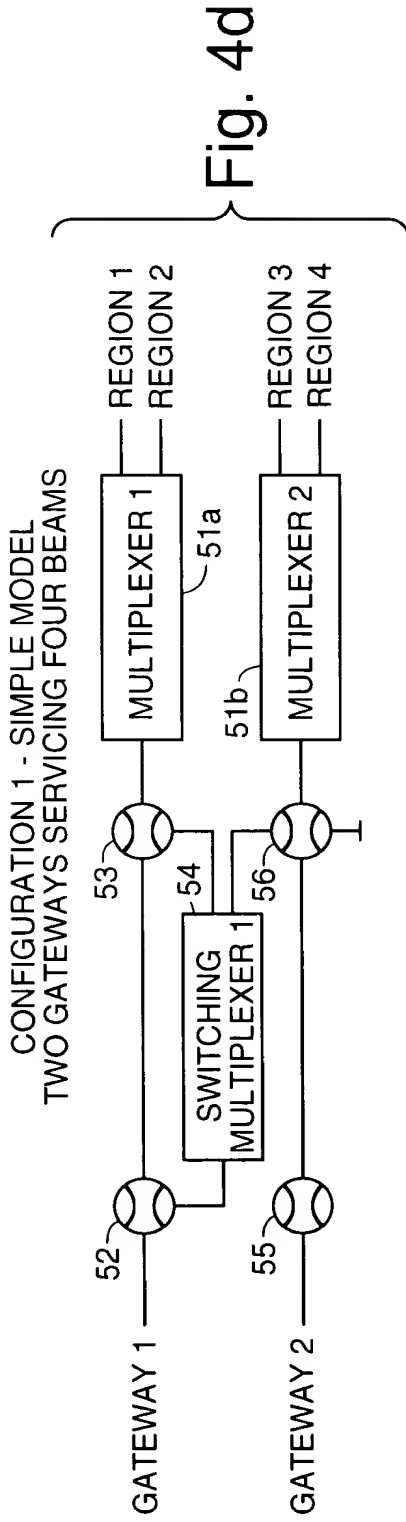 CONFIGURATION 1 - SIMPLE MODEL
TWO GATEWAYS SERVICING FOUR BEAMS
GATEWAY 1
52
53
MULTIPLEXER 1
51a
REGION 1
REGION 2
SWITCHING
MULTIPLEXER 1
54
GATEWAY 2
55
56
51b
MULTIPLEXER 2
REGION 3
REGION 4
Fig. 4d